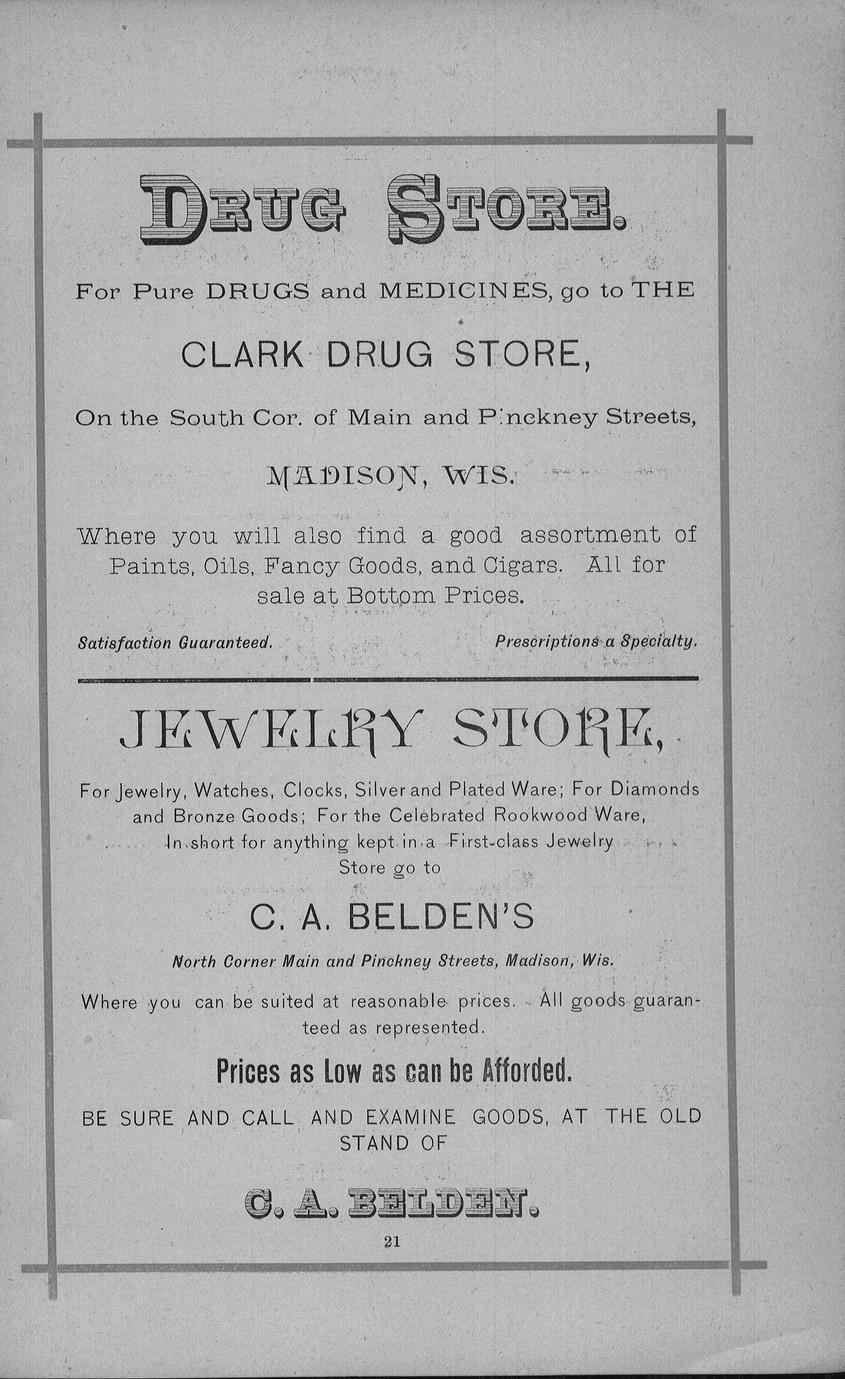 DRUG STORE.
For Pure DRUGS and MEDICINES, go to THE
CLARK DRUG STORE,
On the South Cor. of Main and Pinckney Streets,
MADISON, WIS.
Where you will also find a good assortment of
Paints, Oils, Fancy Goods, and Cigars. All for
sale at Bottom Prices.
Satisfaction Guaranteed. Prescriptions a Specialty.
JEWELRY STORE,
For Jewelry, Watches, Clocks, Silver and Plated Ware; For Diamonds
and Bronze Goods; For the Celebrated Rookwood Ware,
In short for anything kept in a First-class Jewelry
Store go to
C. A. BELDEN'S
North Corner Main and Pinckney Streets, Madison, Wis.
Where you can be suited at reasonable prices. All goods guaran-
teed as represented.
Prices as Low as can be Afforded.
BE SURE AND CALL AND EXAMINE GOODS, AT THE OLD
STAND OF
C. A. BELDEN.
21